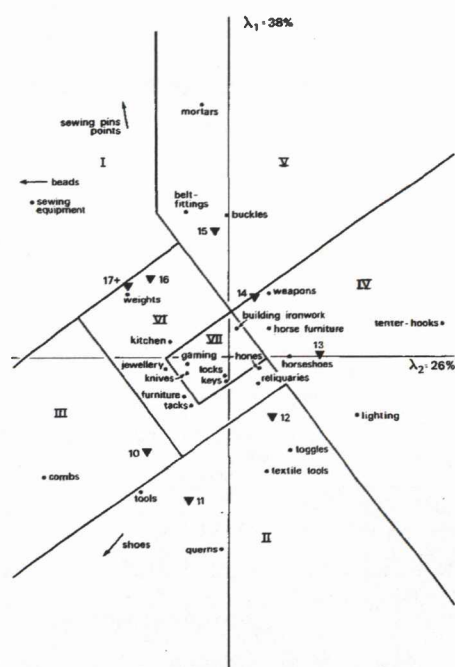 λ₁=38%
mortars
sewing pins
points
I
V
beads
sewing
equipment
belt-
fittings
buckles
15
17+
16
weights
14
weapons
IV
building ironwork
VI
VII
horse furniture
tenter-hooks
kitchen
gaming
hones
13
jewellery
locks
horseshoes
λ₂=26%
knives
keys
reliquaries
furniture
tacks
III
12
lighting
10
toggles
combs
textile tools
tools
11
shoes
querns
II